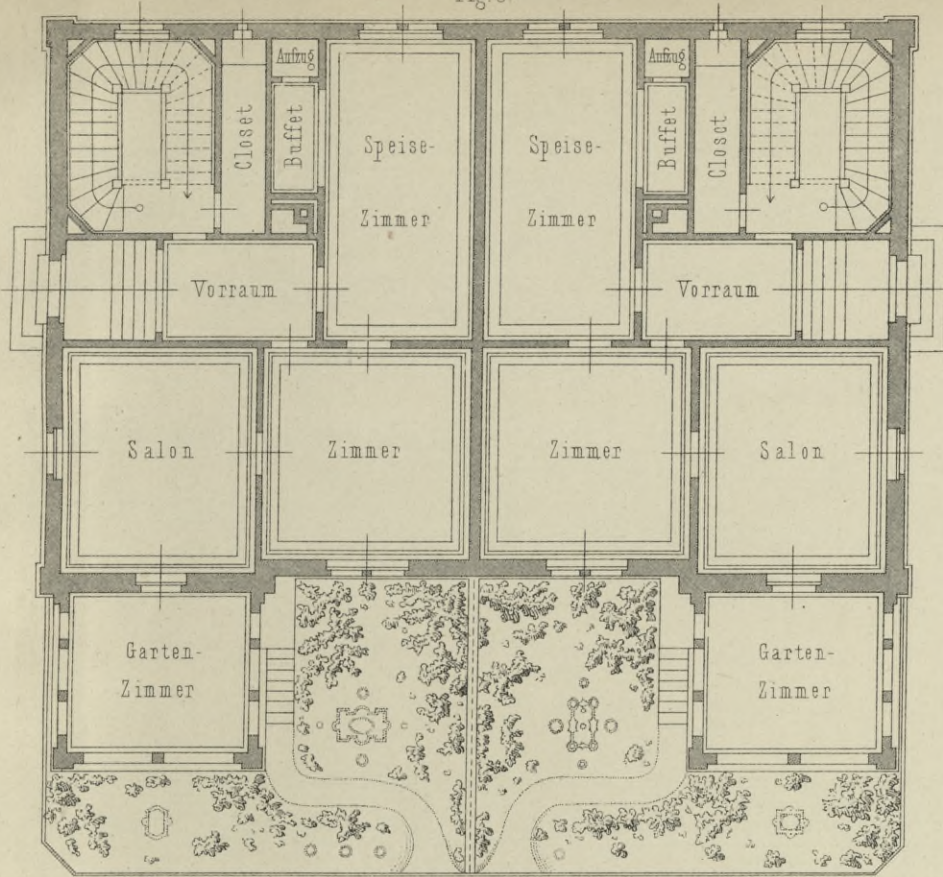 Aufzug
Aufzug
Closet
Buffet
Speise-
Zimmer
Speise-
Zimmer
Buffet
Closet
Vorraum
Vorraum
Salon
Zimmer
Zimmer
Salon
Garten-
Zimmer
Garten-
Zimmer